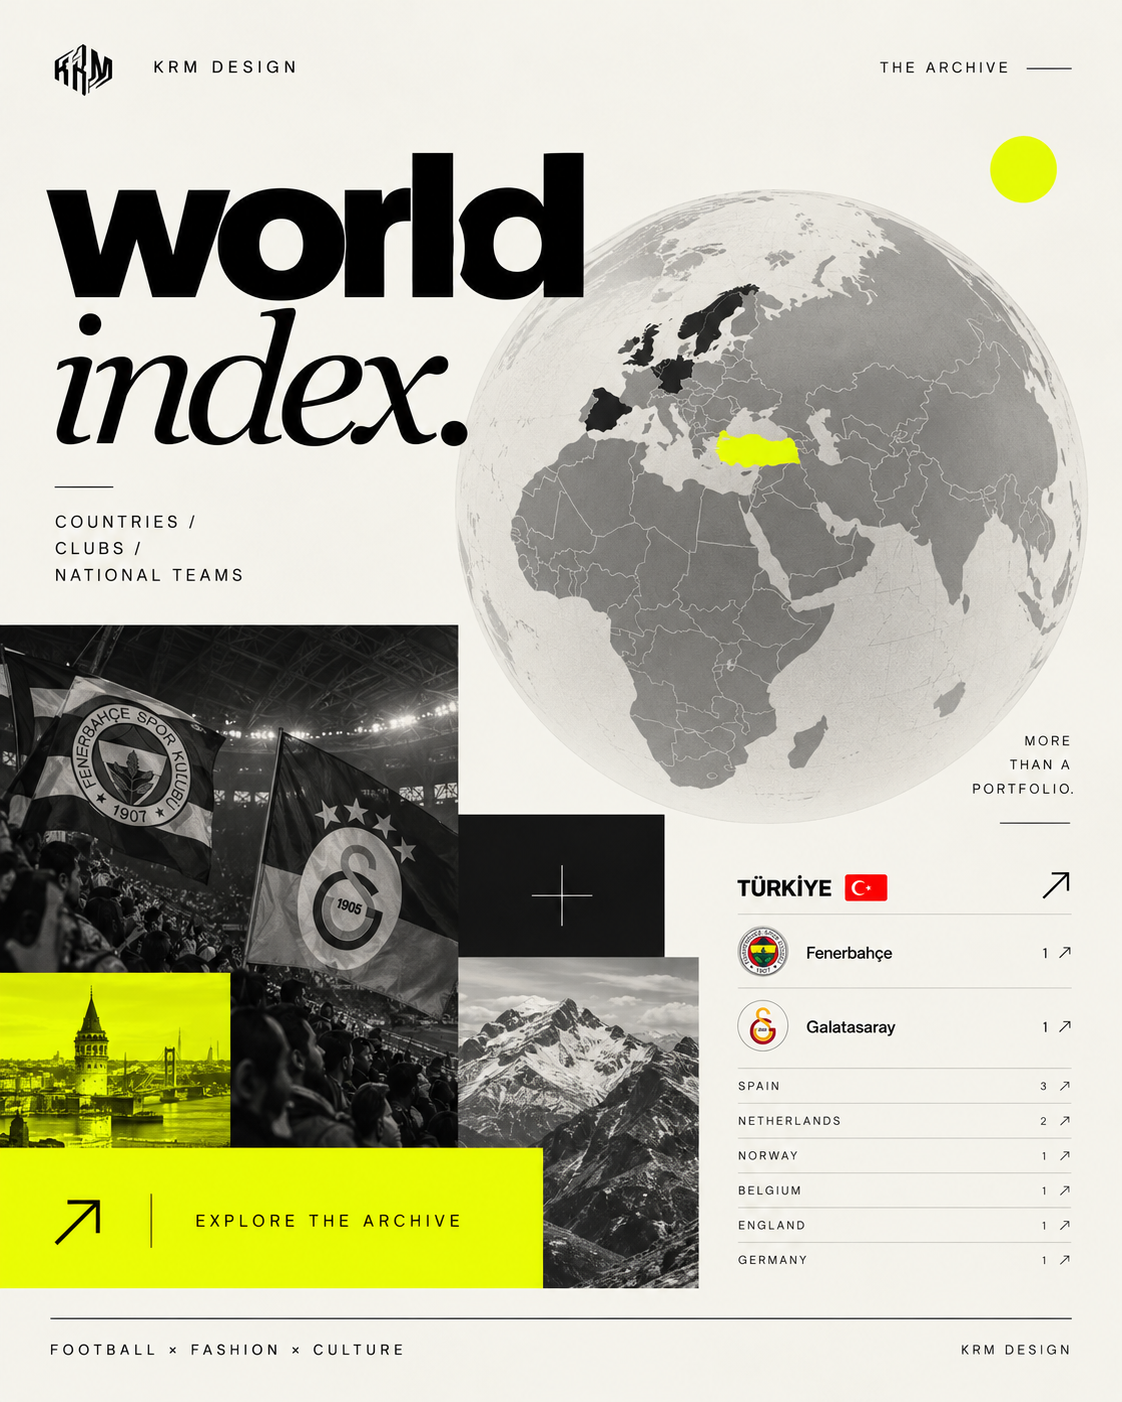 KRM
KRM DESIGN
THE ARCHIVE
world
index.
COUNTRIES /
CLUBS /
NATIONAL TEAMS
FENERBAHÇE SPOR KULÜBÜ
1907
1905
MORE
THAN A
PORTFOLIO.
TÜRKİYE
Fenerbahçe 1
Galatasaray 1
SPAIN 3
NETHERLANDS 2
NORWAY 1
BELGIUM 1
ENGLAND 1
GERMANY 1
EXPLORE THE ARCHIVE
FOOTBALL × FASHION × CULTURE
KRM DESIGN